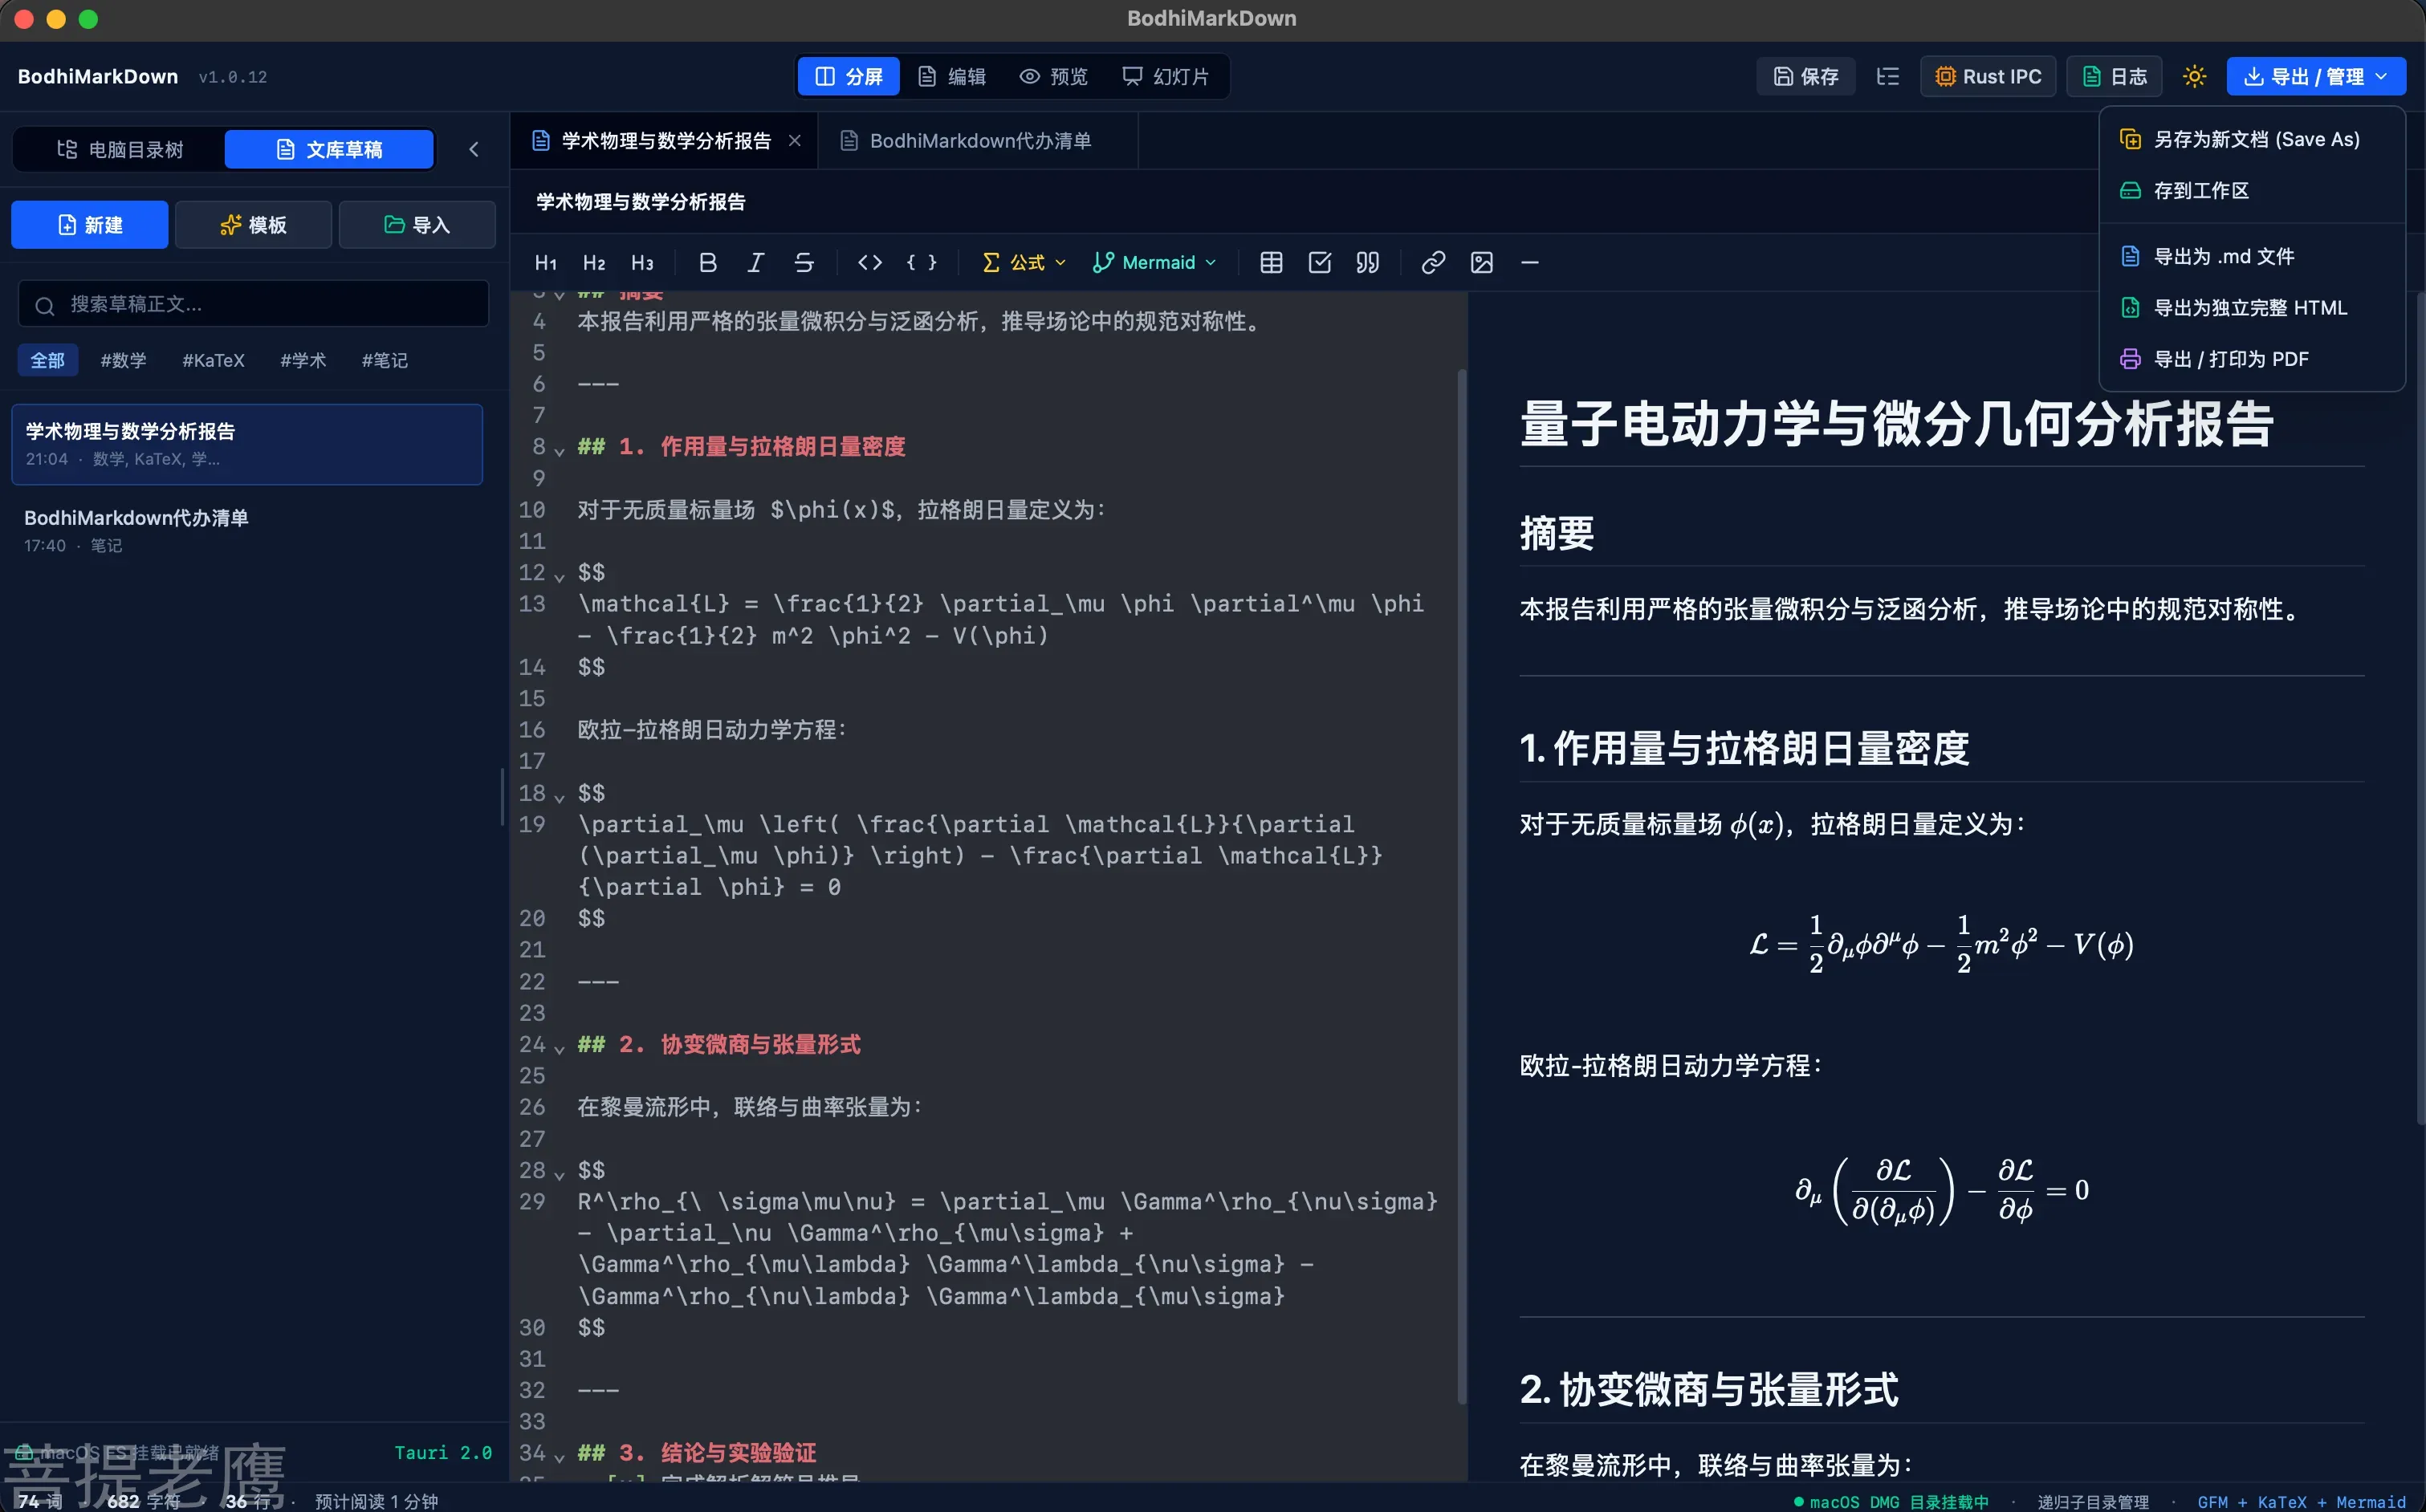 BodhiMarkDown
BodhiMarkDown v1.0.12
分屏 编辑 预览 幻灯片
保存 Rust IPC 日志 导出 / 管理
另存为新文档 (Save As)
存到工作区
导出为 .md 文件
导出为独立完整 HTML
导出 / 打印为 PDF
电脑目录树 文库草稿
新建 模板 导入
搜索草稿正文...
全部 #数学 #KaTeX #学术 #笔记
学术物理与数学分析报告
21:04 · 数学, KaTeX, 学...
BodhiMarkdown代办清单
17:40 · 笔记
macOS FS 挂载已就绪 Tauri 2.0
菩提老鹰
学术物理与数学分析报告 BodhiMarkdown代办清单
学术物理与数学分析报告
H1 H2 H3 B I S <> { } Σ 公式 Mermaid
3 ## 摘要
4 本报告利用严格的张量微积分与泛函分析，推导场论中的规范对称性。
5
6 ---
7
8 ## 1. 作用量与拉格朗日量密度
9
10 对于无质量标量场 $\phi(x)$，拉格朗日量定义为：
11
12 $$
13 \mathcal{L} = \frac{1}{2} \partial_\mu \phi \partial^\mu \phi
- \frac{1}{2} m^2 \phi^2 - V(\phi)
14 $$
15
16 欧拉-拉格朗日动力学方程：
17
18 $$
19 \partial_\mu \left( \frac{\partial \mathcal{L}}{\partial
(\partial_\mu \phi)} \right) - \frac{\partial \mathcal{L}}
{\partial \phi} = 0
20 $$
21
22 ---
23
24 ## 2. 协变微商与张量形式
25
26 在黎曼流形中，联络与曲率张量为：
27
28 $$
29 R^\rho_{\ \sigma\mu\nu} = \partial_\mu \Gamma^\rho_{\nu\sigma}
- \partial_\nu \Gamma^\rho_{\mu\sigma} +
\Gamma^\rho_{\mu\lambda} \Gamma^\lambda_{\nu\sigma} -
\Gamma^\rho_{\nu\lambda} \Gamma^\lambda_{\mu\sigma}
30 $$
31
32 ---
33
34 ## 3. 结论与实验验证
量子电动力学与微分几何分析报告
摘要
本报告利用严格的张量微积分与泛函分析，推导场论中的规范对称性。
1. 作用量与拉格朗日量密度
对于无质量标量场 ϕ(x)，拉格朗日量定义为：
ℒ = 1/2 ∂_μϕ∂^μϕ − 1/2 m²ϕ² − V(ϕ)
欧拉-拉格朗日动力学方程：
∂_μ (∂ℒ/∂(∂_μϕ)) − ∂ℒ/∂ϕ = 0
2. 协变微商与张量形式
在黎曼流形中，联络与曲率张量为：
74 词 · 682 字符 · 36 行 · 预计阅读 1 分钟
macOS DMG 目录挂载中 · 递归子目录管理 · GFM + KaTeX + Mermaid